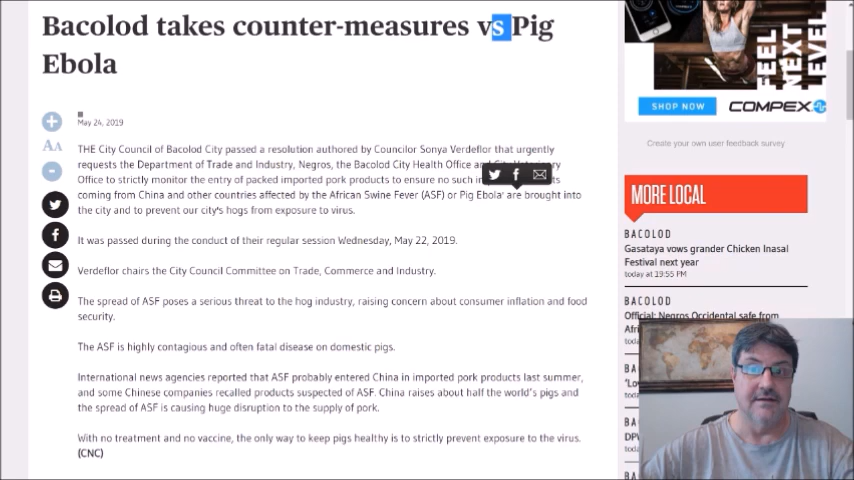 Bacolod takes counter-measures vs Pig
Ebola
May 24, 2019
THE City Council of Bacolod City passed a resolution authored by Councilor Sonya Verdeflor that urgently
requests the Department of Trade and Industry, Negros, the Bacolod City Health Office and City Veterinary
Office to strictly monitor the entry of packed imported pork products to ensure no such
coming from China and other countries affected by the African Swine Fever (ASF) or Pig Ebola' are brought into
the city and to prevent our city's hogs from exposure to virus.
It was passed during the conduct of their regular session Wednesday, May 22, 2019.
Verdeflor chairs the City Council Committee on Trade, Commerce and Industry.
The spread of ASF poses a serious threat to the hog industry, raising concern about consumer inflation and food
security.
The ASF is highly contagious and often fatal disease on domestic pigs.
International news agencies reported that ASF probably entered China in imported pork products last summer,
and some Chinese companies recalled products suspected of ASF. China raises about half the world's pigs and
the spread of ASF is causing huge disruption to the supply of pork.
With no treatment and no vaccine, the only way to keep pigs healthy is to strictly prevent exposure to the virus.
(CNC)
AA
FEEL
NEXT
LEVEL
SHOP NOW
COMPEX
Create your own user feedback survey
MORE LOCAL
BACOLOD
Gasataya vows grander Chicken Inasal
Festival next year
today at 19:55 PM
BACOLOD
Official: Negros Occidental safe from